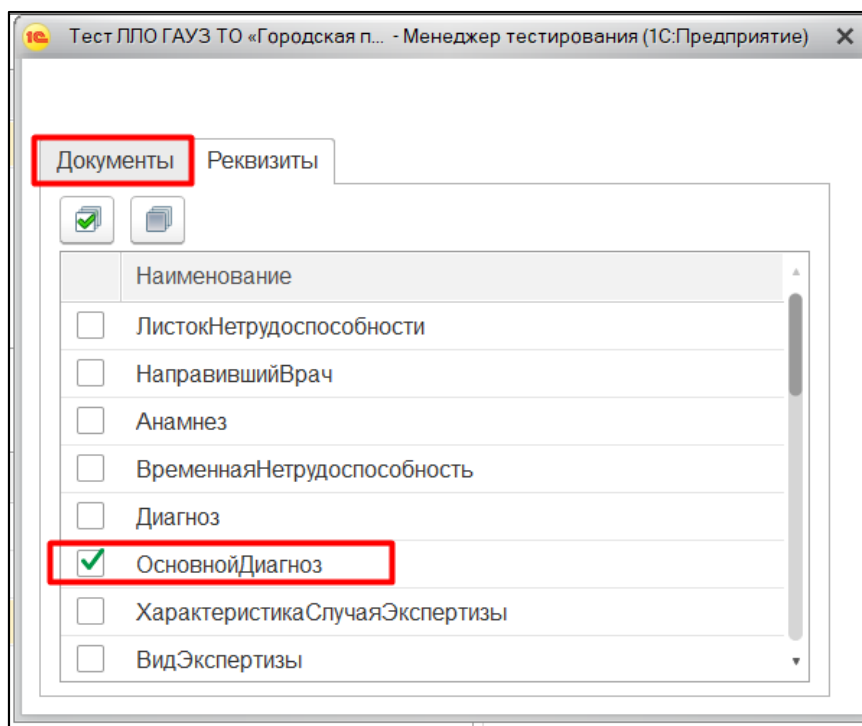 1С Тест ЛЛО ГАУЗ ТО «Городская п... - Менеджер тестирования (1С:Предприятие)
Документы Реквизиты
Наименование
ЛистокНетрудоспособности
НаправившийВрач
Анамнез
ВременнаяНетрудоспособность
Диагноз
ОсновнойДиагноз
ХарактеристикаСлучаяЭкспертизы
ВидЭкспертизы